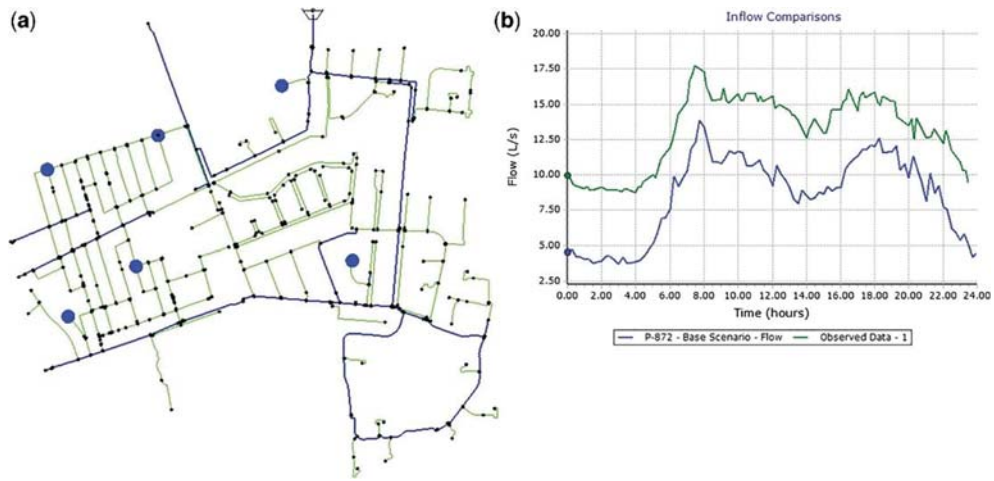 (a)
(b)
Inflow Comparisons
20.00
17.50
15.00
12.50
10.00
7.50
5.00
2.50
Flow (L/s)
0.00 2.00 4.00 6.00 8.00 10.00 12.00 14.00 16.00 18.00 20.00 22.00 24.00
Time (hours)
P-872 - Base Scenario - Flow Observed Data - 1